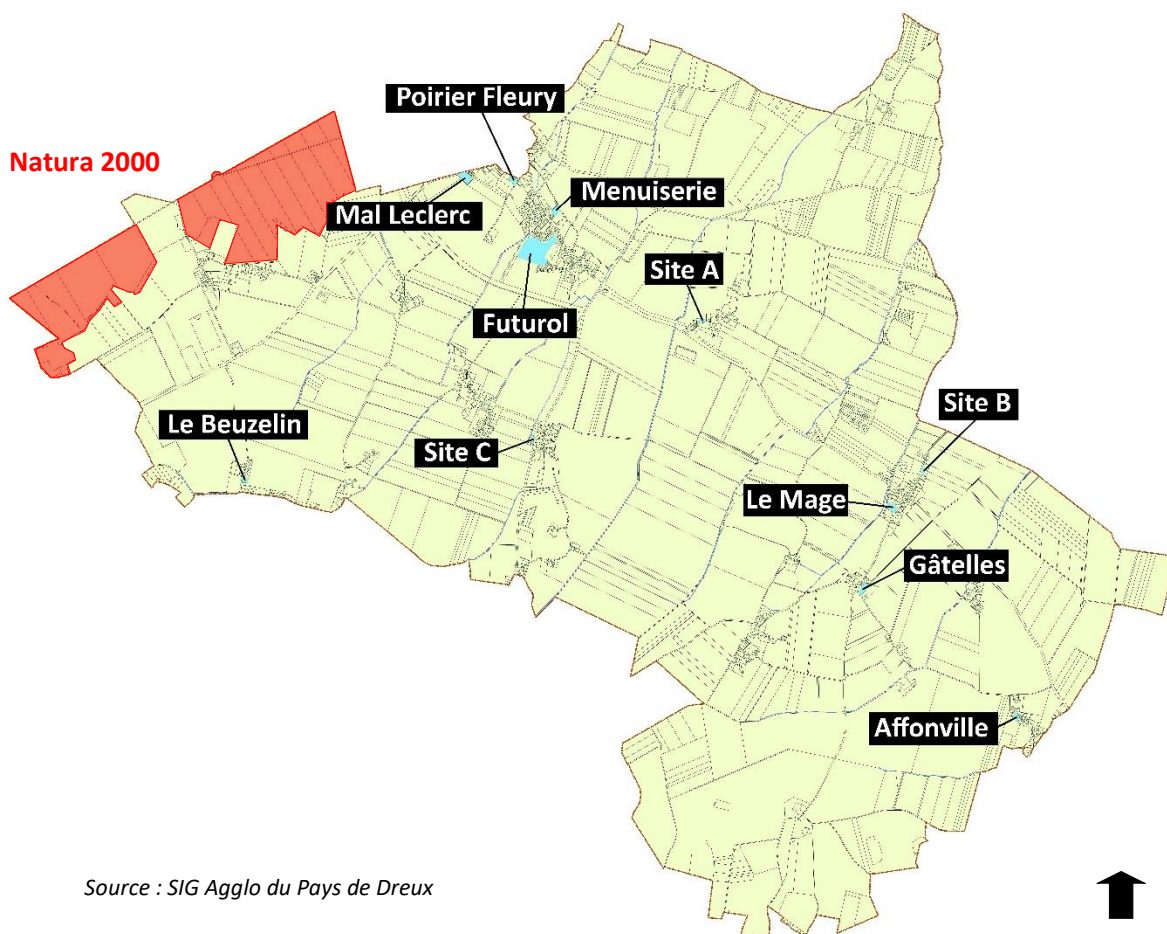 Poirier Fleury
Natura 2000
Menuiserie
Mal Leclerc
Site A
Futurol
Site B
Le Beuzelin
Site C
Le Mage
Gâtelles
Affonville
Source : SIG Agglo du Pays de Dreux